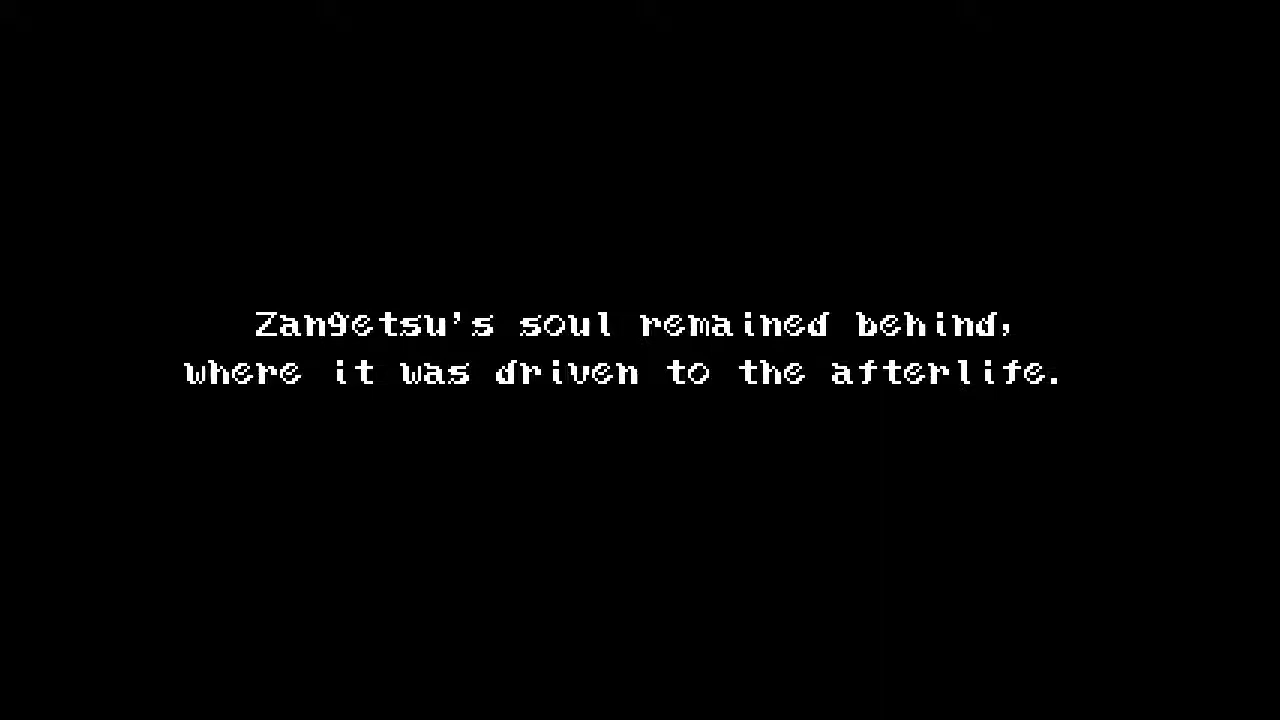 Zangetsu's soul remained behind,
where it was driven to the afterlife.